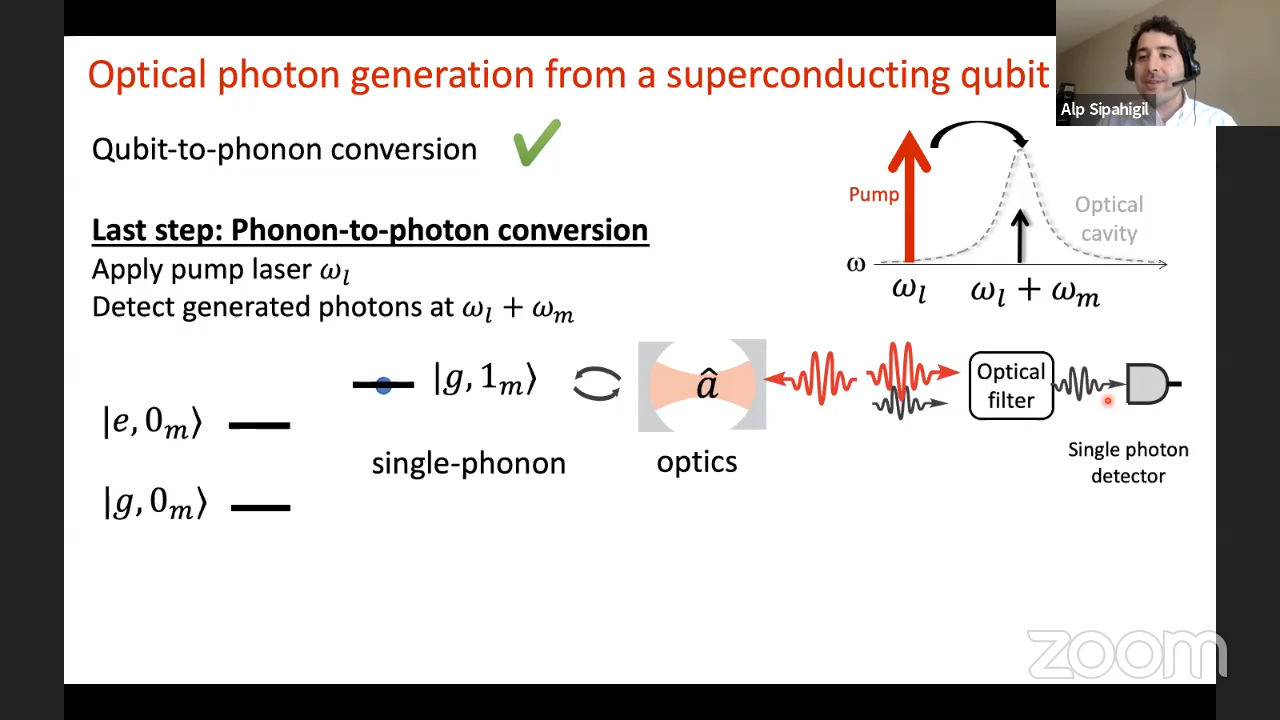 Optical photon generation from a superconducting qubit
Alp Sipahigil
Qubit-to-phonon conversion
Pump
Optical
cavity
ω
ω_l
ω_l + ω_m
Last step: Phonon-to-photon conversion
Apply pump laser ω_l
Detect generated photons at ω_l + ω_m
|g, 1_m⟩
â
Optical
filter
|e, 0_m⟩
single-phonon
optics
Single photon
detector
|g, 0_m⟩
zoom